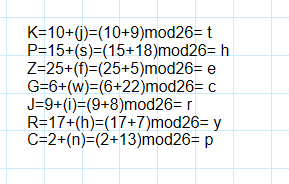 K=10+(j)=(10+9)mod26= t
P=15+(s)=(15+18)mod26= h
Z=25+(f)=(25+5)mod26= e
G=6+(w)=(6+22)mod26= c
J=9+(i)=(9+8)mod26= r
R=17+(h)=(17+7)mod26= y
C=2+(n)=(2+13)mod26= p